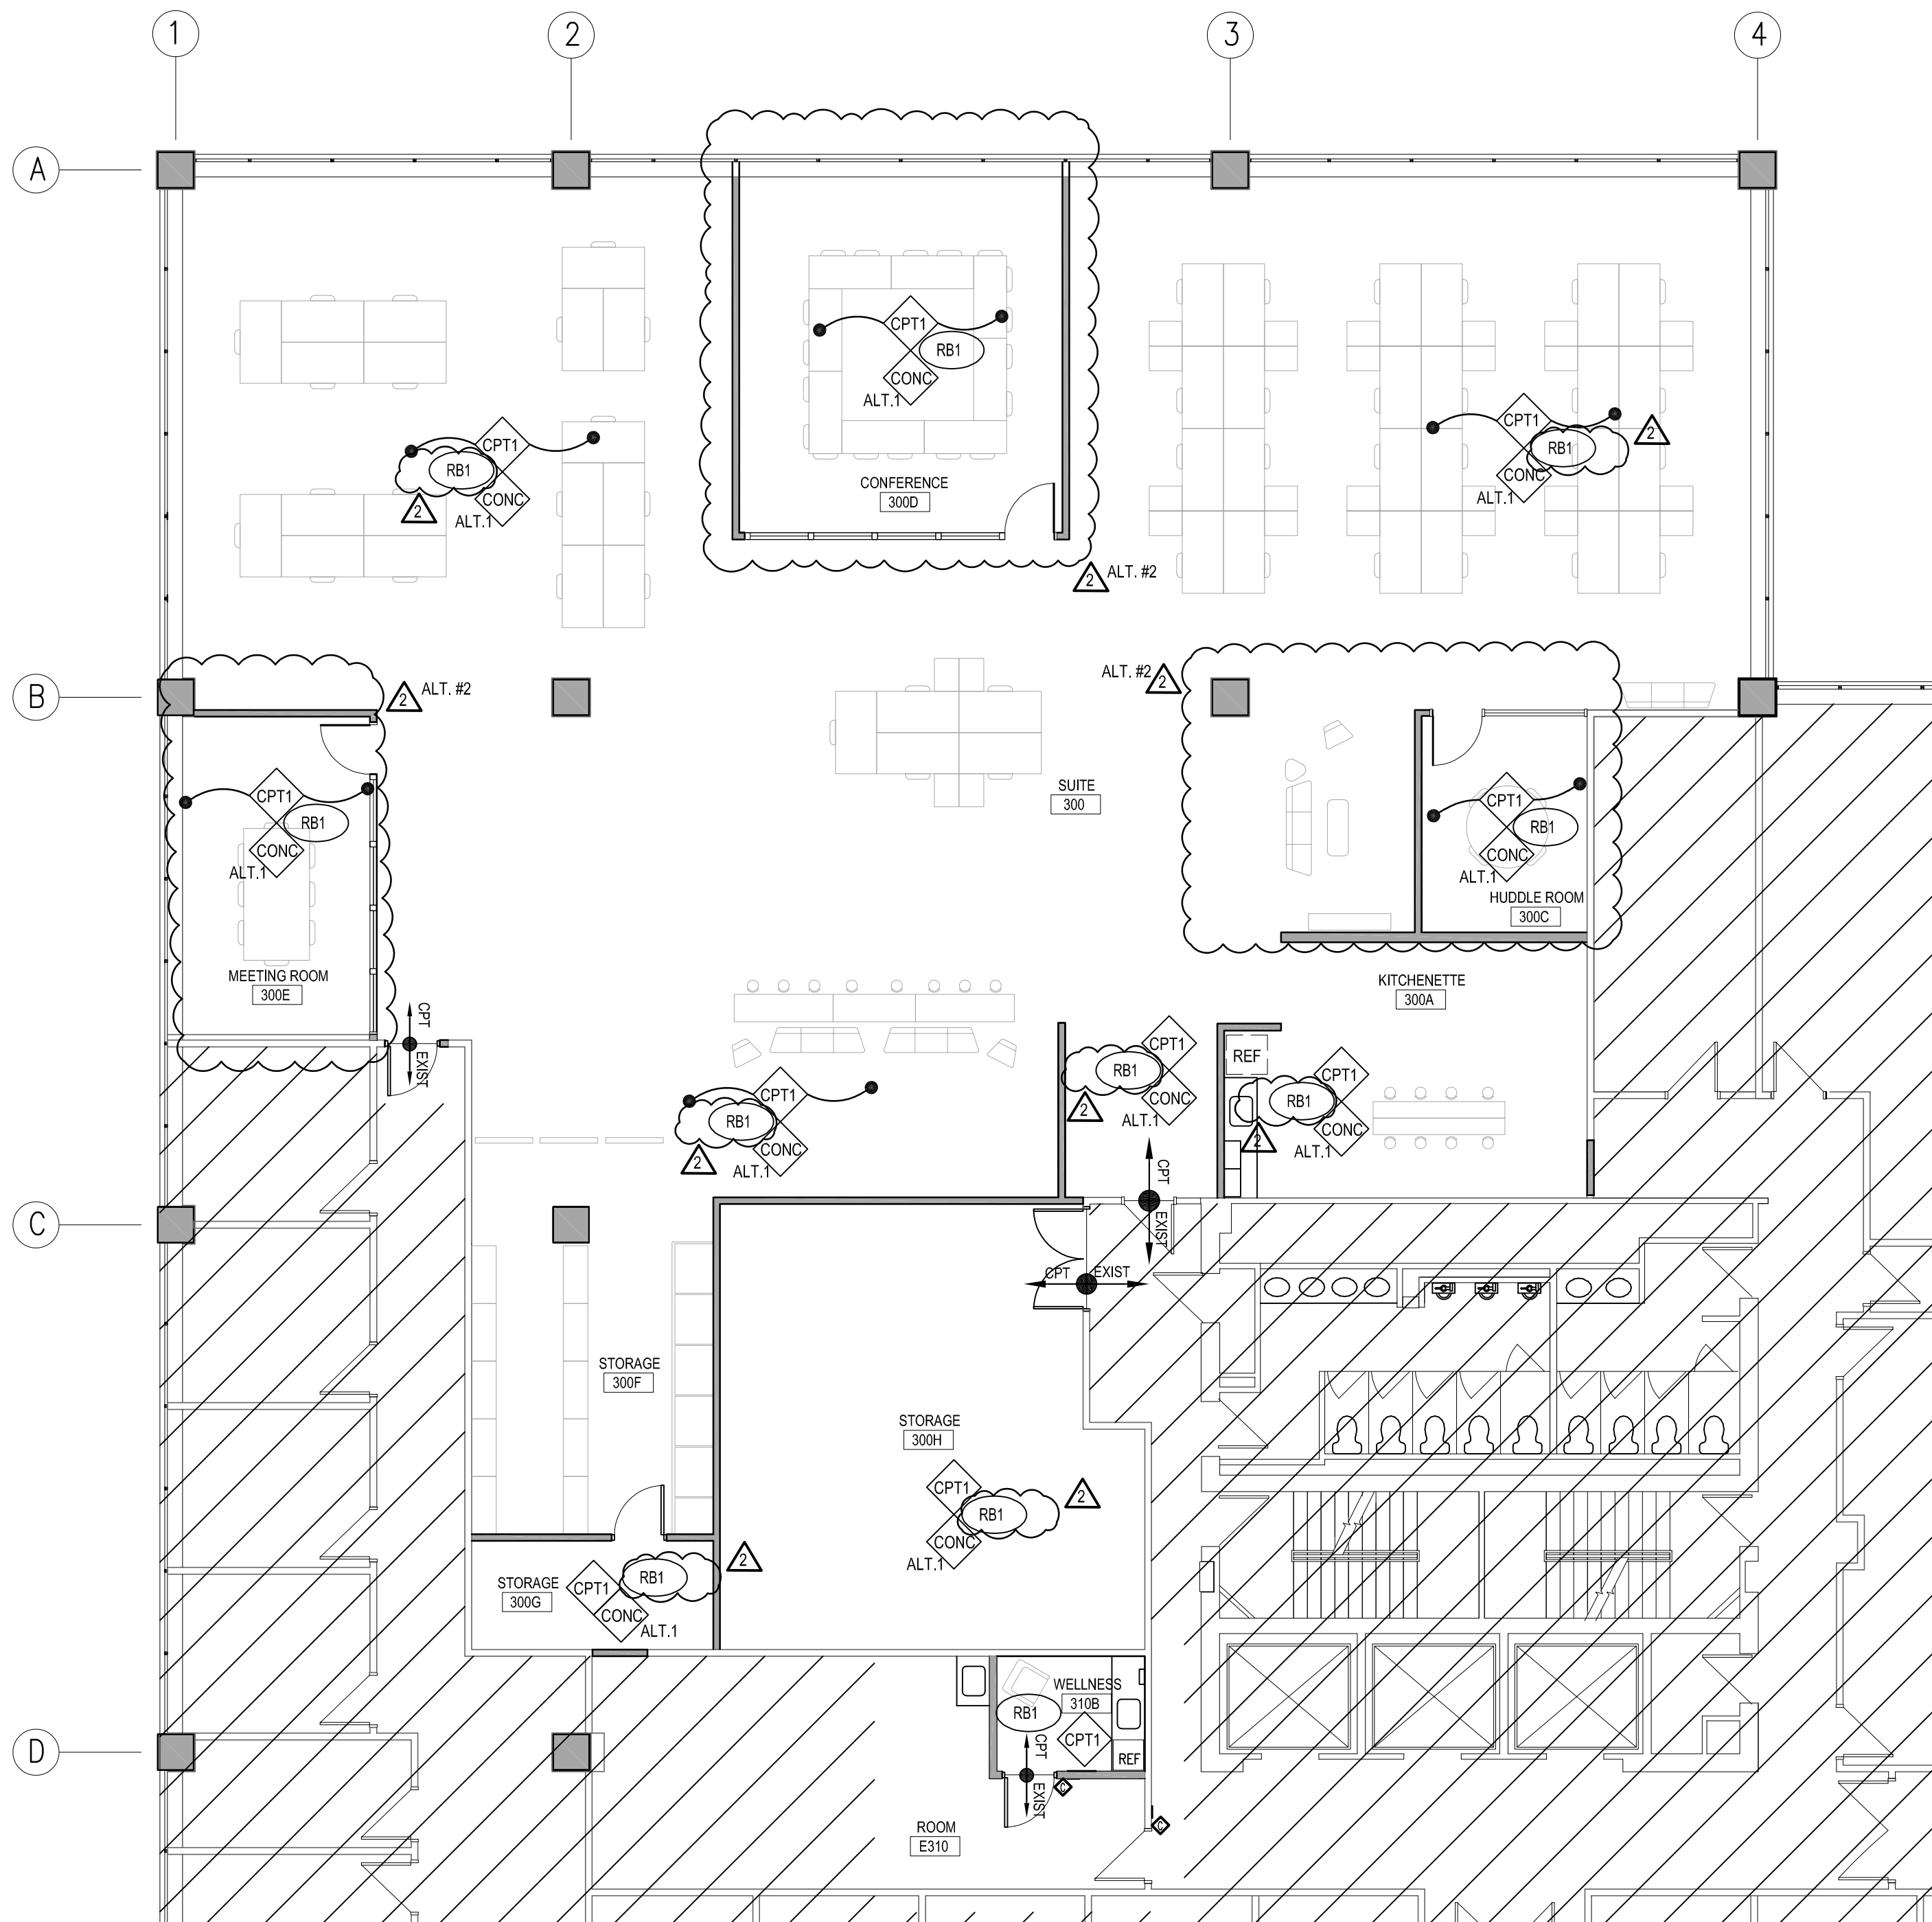 1
2
3
4
A
CPT1
RB1
CONC
ALT.1
CONFERENCE
300D
CPT1
RB1
CONC
ALT.1
2
CPT1
RB1
CONC
ALT.1
2
2
ALT. #2
B
2
ALT. #2
ALT. #2
2
CPT1
RB1
CONC
ALT.1
MEETING ROOM
300E
SUITE
300
CPT1
RB1
CONC
ALT.1
HUDDLE ROOM
300C
KITCHENETTE
300A
CPT
EXIST
CPT1
RB1
CONC
2
ALT.1
REF
CPT1
RB1
CONC
2
ALT.1
CPT1
RB1
CONC
2
ALT.1
CPT
EXIST
C
CPT
EXIST
STORAGE
300F
STORAGE
300H
CPT1
RB1
CONC
ALT.1
2
2
STORAGE
300G
CPT1
RB1
CONC
ALT.1
D
WELLNESS
310B
RB1
CPT1
REF
CPT
EXIST
C
C
ROOM
E310